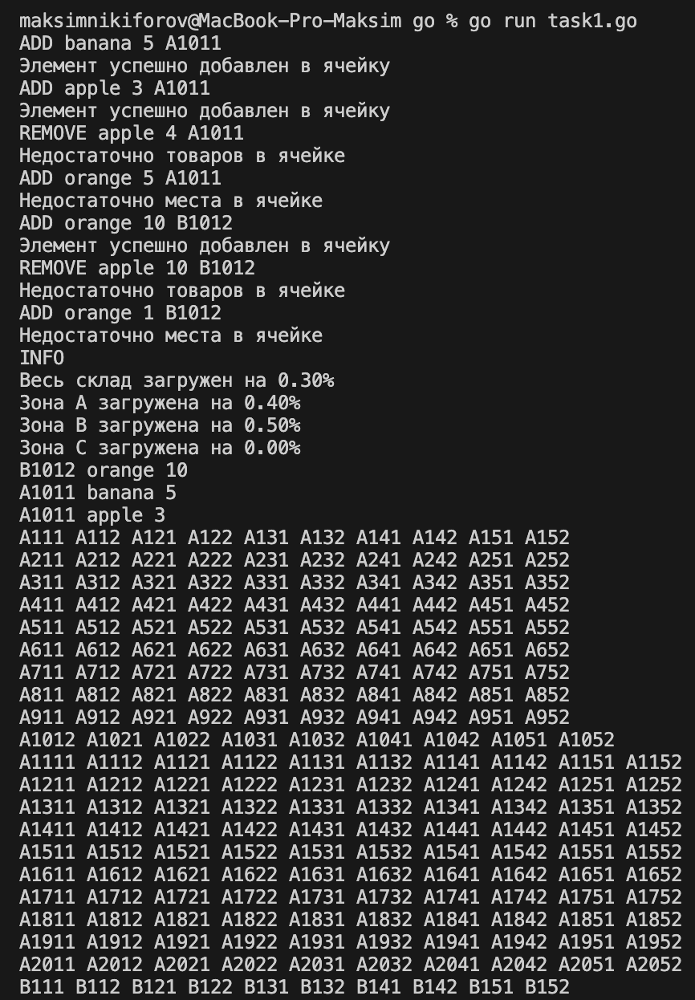 maksimnikiforov@MacBook-Pro-Maksim go % go run task1.go
ADD banana 5 A1011
Элемент успешно добавлен в ячейку
ADD apple 3 A1011
Элемент успешно добавлен в ячейку
REMOVE apple 4 A1011
Недостаточно товаров в ячейке
ADD orange 5 A1011
Недостаточно места в ячейке
ADD orange 10 B1012
Элемент успешно добавлен в ячейку
REMOVE apple 10 B1012
Недостаточно товаров в ячейке
ADD orange 1 B1012
Недостаточно места в ячейке
INFO
Весь склад загружен на 0.30%
Зона A загружена на 0.40%
Зона B загружена на 0.50%
Зона C загружена на 0.00%
B1012 orange 10
A1011 banana 5
A1011 apple 3
A111 A112 A121 A122 A131 A132 A141 A142 A151 A152
A211 A212 A221 A222 A231 A232 A241 A242 A251 A252
A311 A312 A321 A322 A331 A332 A341 A342 A351 A352
A411 A412 A421 A422 A431 A432 A441 A442 A451 A452
A511 A512 A521 A522 A531 A532 A541 A542 A551 A552
A611 A612 A621 A622 A631 A632 A641 A642 A651 A652
A711 A712 A721 A722 A731 A732 A741 A742 A751 A752
A811 A812 A821 A822 A831 A832 A841 A842 A851 A852
A911 A912 A921 A922 A931 A932 A941 A942 A951 A952
A1012 A1021 A1022 A1031 A1032 A1041 A1042 A1051 A1052
A1111 A1112 A1121 A1122 A1131 A1132 A1141 A1142 A1151 A1152
A1211 A1212 A1221 A1222 A1231 A1232 A1241 A1242 A1251 A1252
A1311 A1312 A1321 A1322 A1331 A1332 A1341 A1342 A1351 A1352
A1411 A1412 A1421 A1422 A1431 A1432 A1441 A1442 A1451 A1452
A1511 A1512 A1521 A1522 A1531 A1532 A1541 A1542 A1551 A1552
A1611 A1612 A1621 A1622 A1631 A1632 A1641 A1642 A1651 A1652
A1711 A1712 A1721 A1722 A1731 A1732 A1741 A1742 A1751 A1752
A1811 A1812 A1821 A1822 A1831 A1832 A1841 A1842 A1851 A1852
A1911 A1912 A1921 A1922 A1931 A1932 A1941 A1942 A1951 A1952
A2011 A2012 A2021 A2022 A2031 A2032 A2041 A2042 A2051 A2052
B111 B112 B121 B122 B131 B132 B141 B142 B151 B152